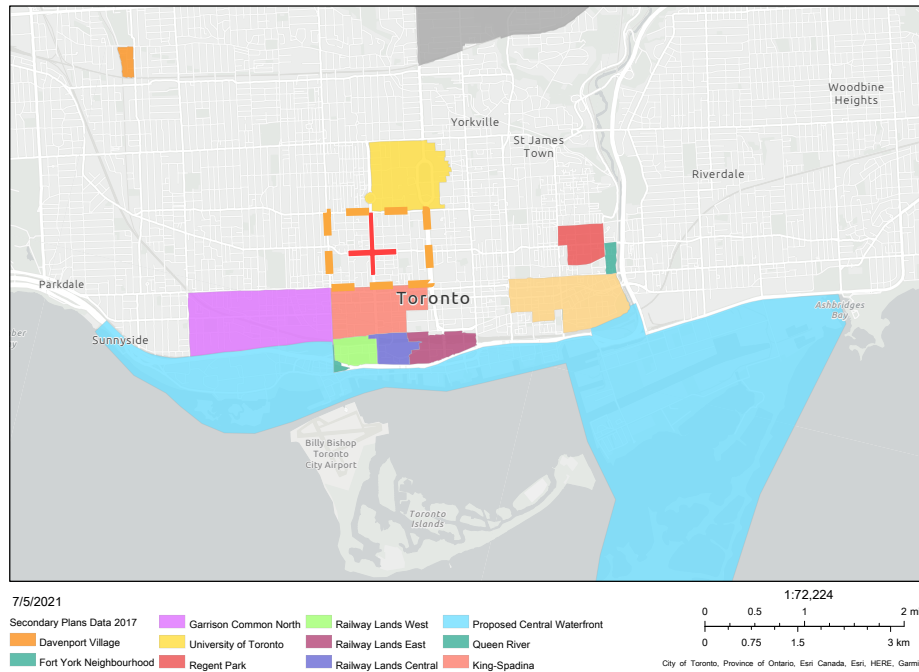 Woodbine
Heights
Yorkville
St James
Town
Riverdale
Parkdale
Toronto
Ashbridges
Bay
Sunnyside
Billy Bishop
Toronto
City Airport
Toronto
Islands
7/5/2021
1:72,224
Secondary Plans Data 2017
Davenport Village
Fort York Neighbourhood
Garrison Common North
University of Toronto
Regent Park
Railway Lands West
Railway Lands East
Railway Lands Central
Proposed Central Waterfront
Queen River
King-Spadina
0 0.5 1 2 m
0 0.75 1.5 3 km
City of Toronto, Province of Ontario, Esri Canada, Esri, HERE, Garm